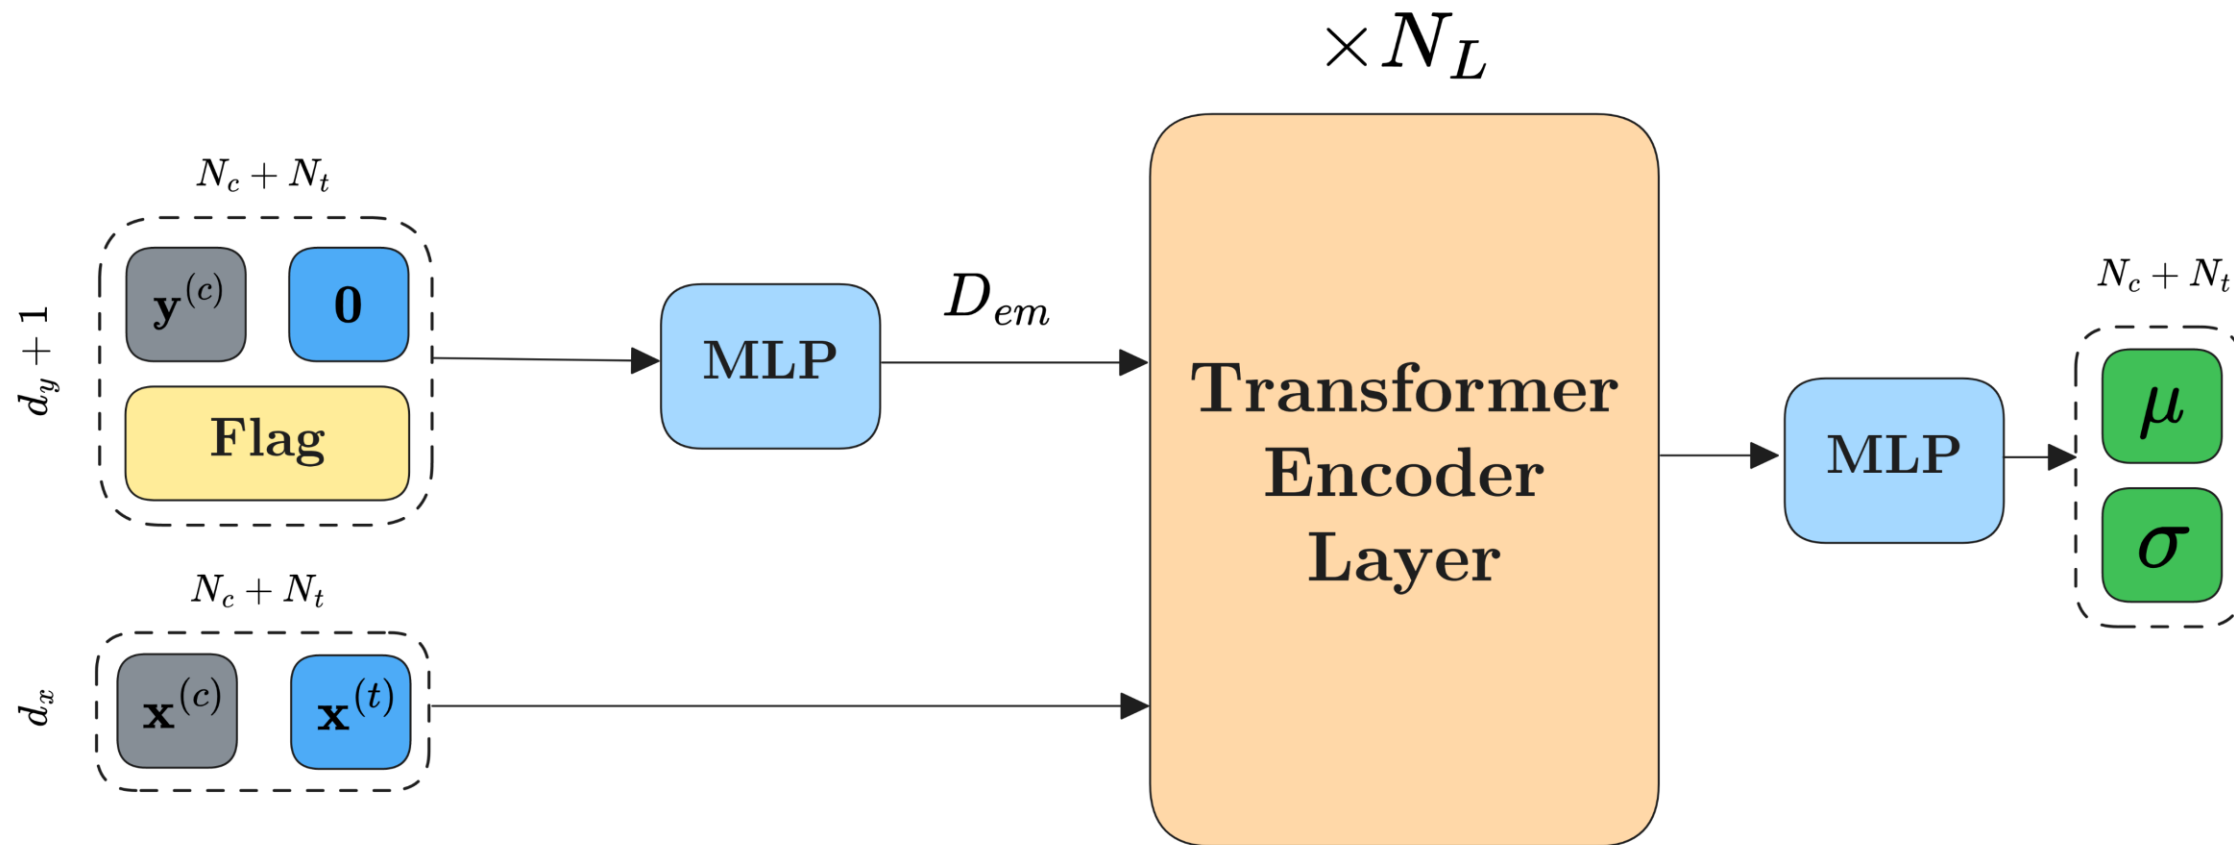 × N_L
N_c + N_t
d_y + 1
y^(c) 0
Flag
MLP
D_em
N_c + N_t
d_x
x^(c) x^(t)
Transformer
Encoder
Layer
MLP
N_c + N_t
μ
σ